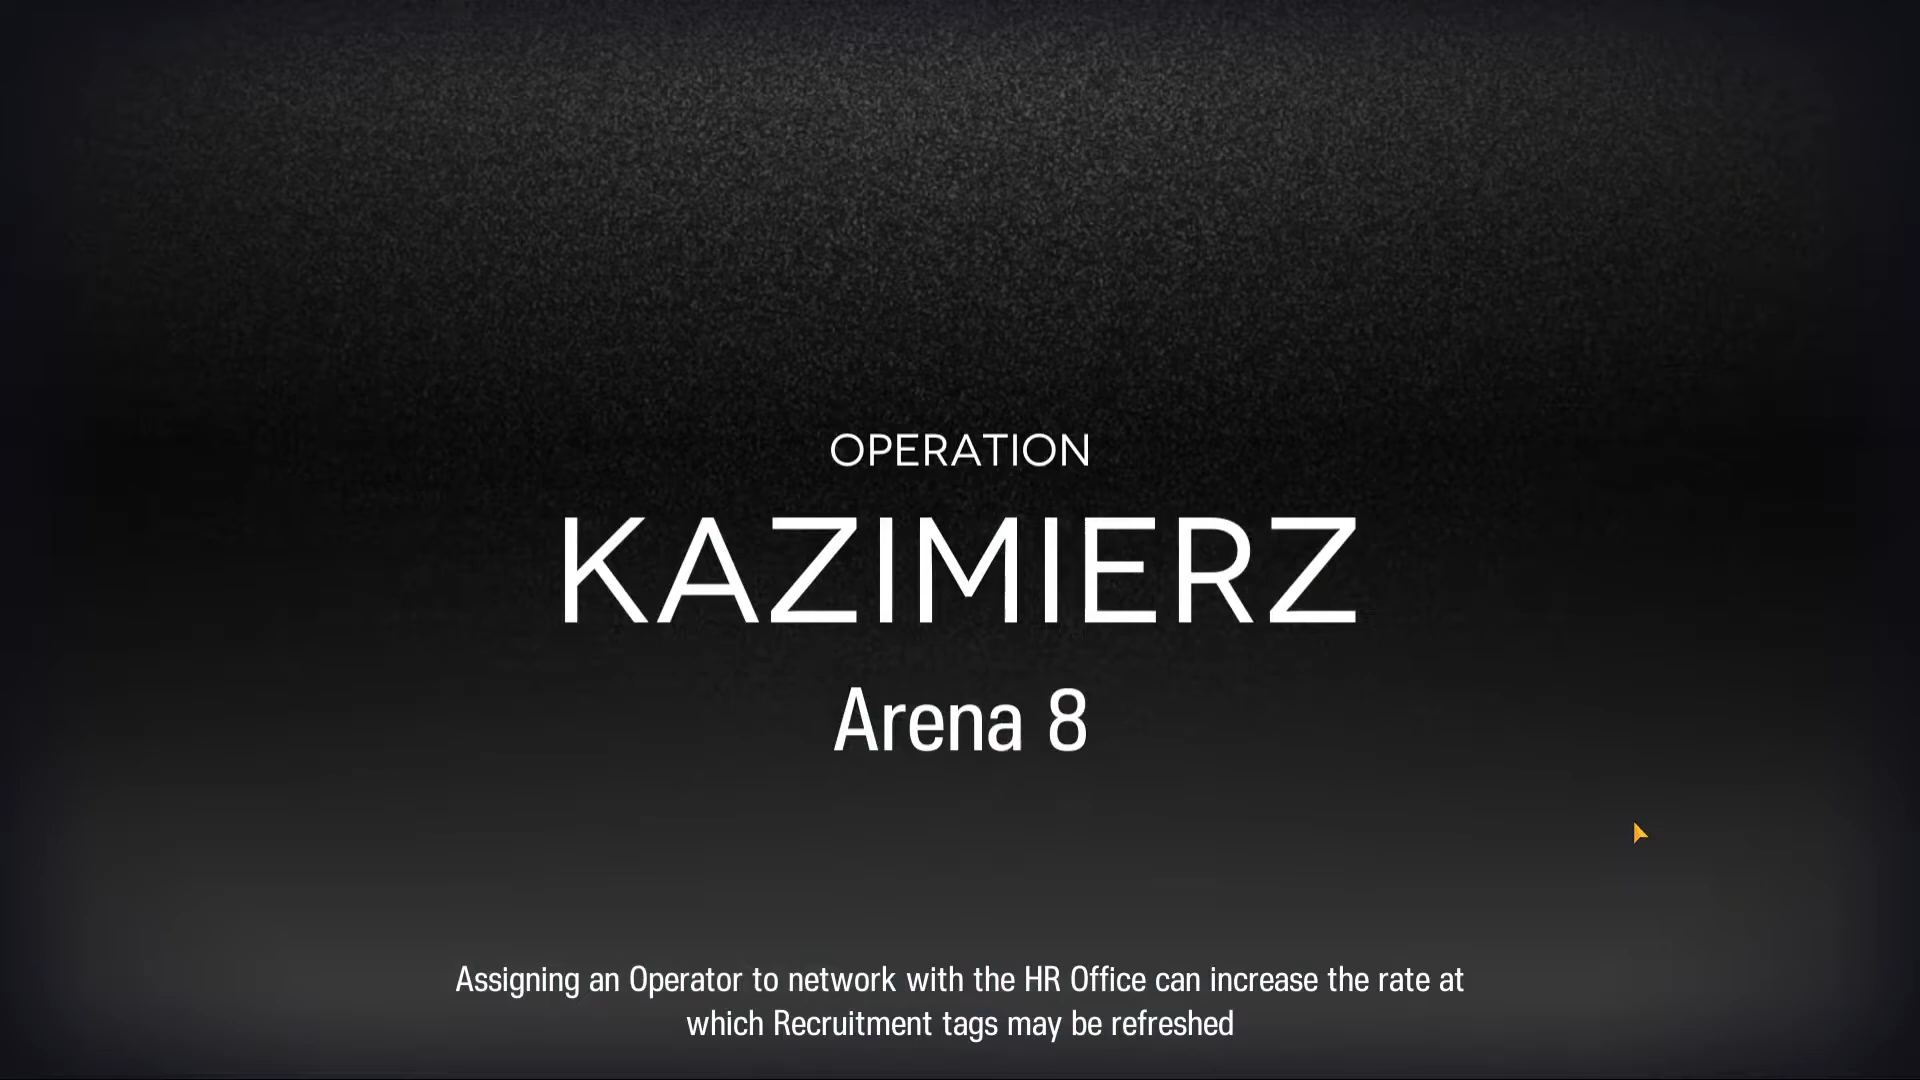 OPERATION
KAZIMIERZ
Arena 8
Assigning an Operator to network with the HR Office can increase the rate at
which Recruitment tags may be refreshed